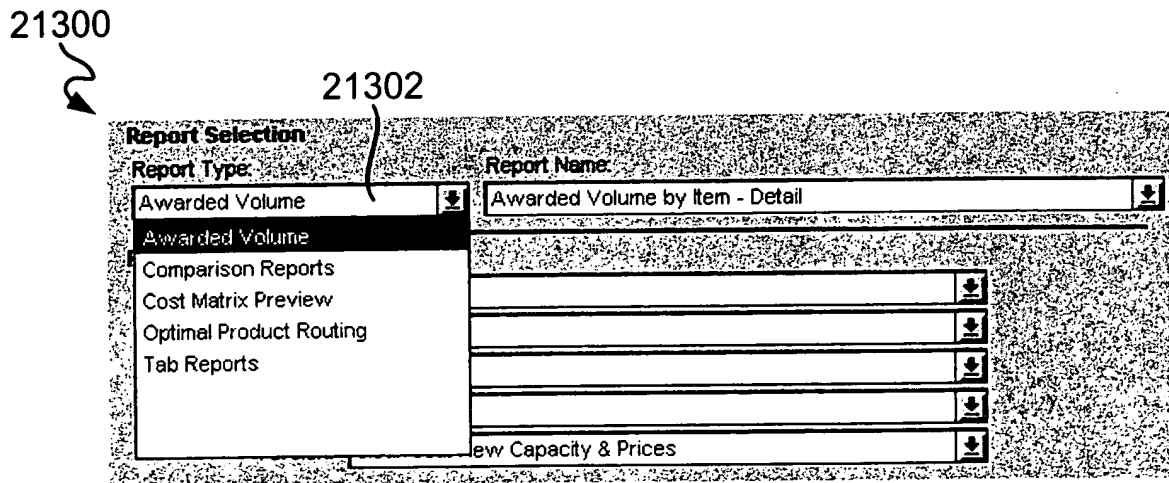 21300
21302
Report Selection
Report Type: Report Name:
Awarded Volume Awarded Volume by Item - Detail
Awarded Volume
Comparison Reports
Cost Matrix Preview
Optimal Product Routing
Tab Reports
Capacity & Prices